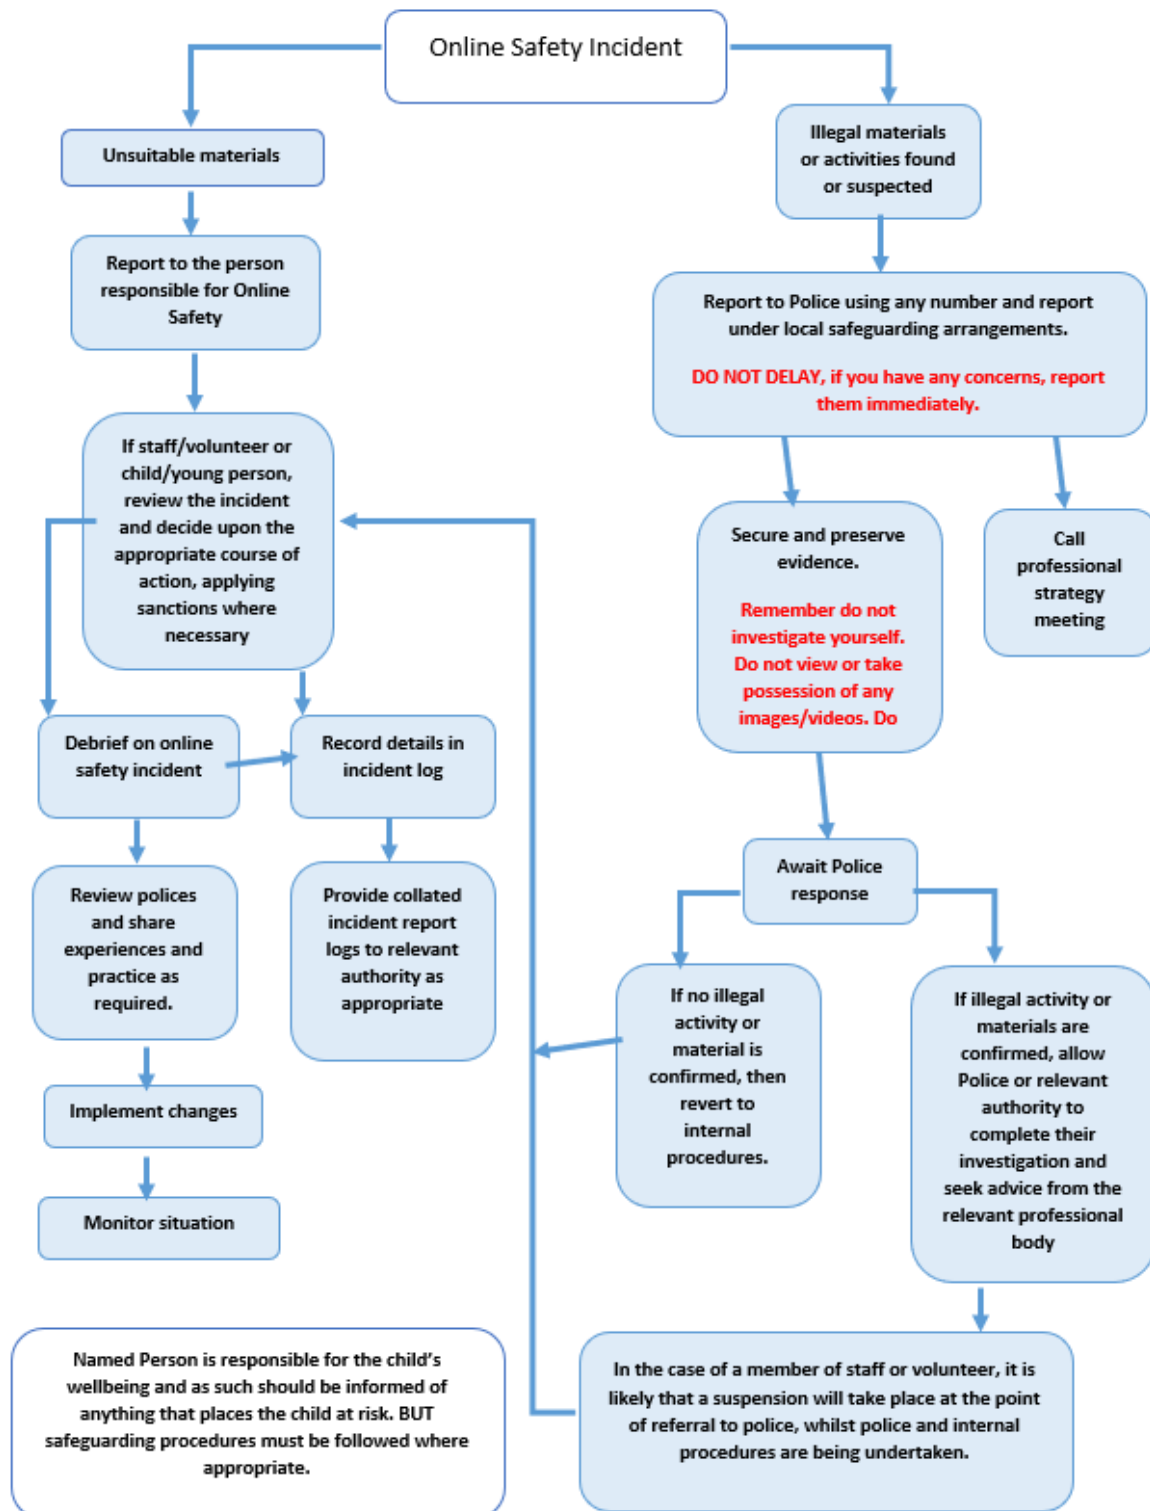 Online Safety Incident
Unsuitable materials
Report to the person
responsible for Online
Safety
If staff/volunteer or
child/young person,
review the incident
and decide upon the
appropriate course of
action, applying
sanctions where
necessary
Debrief on online
safety incident
Record details in
incident log
Review polices
and share
experiences and
practice as
required.
Provide collated
incident report
logs to relevant
authority as
appropriate
Implement changes
Monitor situation
Illegal materials
or activities found
or suspected
Report to Police using any number and report
under local safeguarding arrangements.
DO NOT DELAY, if you have any concerns, report
them immediately.
Secure and preserve
evidence.
Remember do not
investigate yourself.
Do not view or take
possession of any
images/videos. Do
Call
professional
strategy
meeting
Await Police
response
If no illegal
activity or
material is
confirmed, then
revert to
internal
procedures.
If illegal activity or
materials are
confirmed, allow
Police or relevant
authority to
complete their
investigation and
seek advice from the
relevant professional
body
In the case of a member of staff or volunteer, it is
likely that a suspension will take place at the point
of referral to police, whilst police and internal
procedures are being undertaken.
Named Person is responsible for the child's
wellbeing and as such should be informed of
anything that places the child at risk. BUT
safeguarding procedures must be followed where
appropriate.